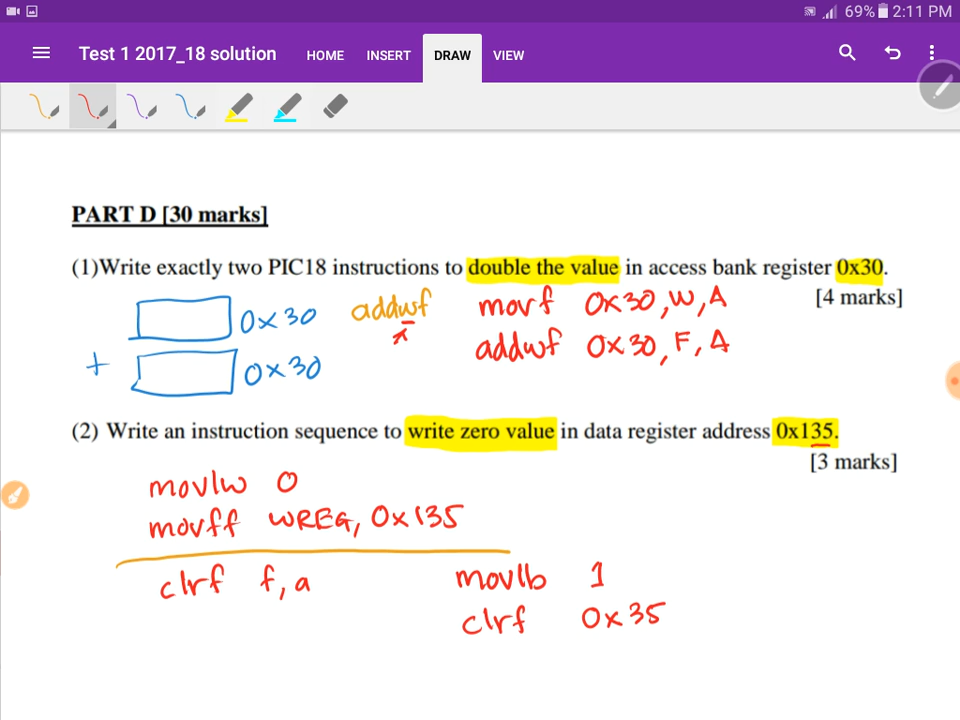 69% 2:11 PM
Test 1 2017_18 solution HOME INSERT DRAW VIEW
PART D [30 marks]
(1)Write exactly two PIC18 instructions to double the value in access bank register 0x30.
[4 marks]
0x30 addwf movf 0x30,W,A
+ 0x30 addwf 0x30,F,A
(2) Write an instruction sequence to write zero value in data register address 0x135.
[3 marks]
movlw 0
movff WREG, 0x135
clrf f,a movlb 1
clrf 0x35